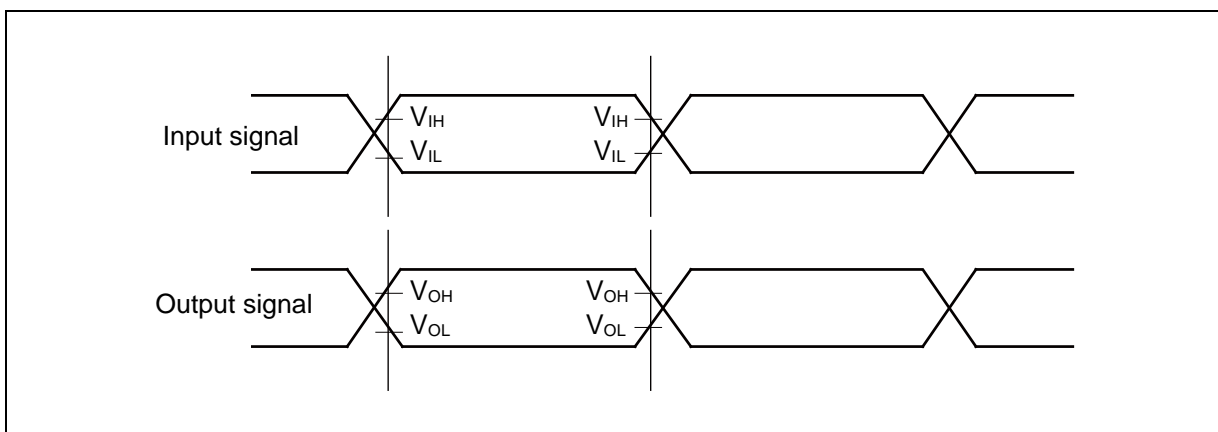 VIH VIH
Input signal
VIL VIL
VOH VOH
Output signal
VOL VOL